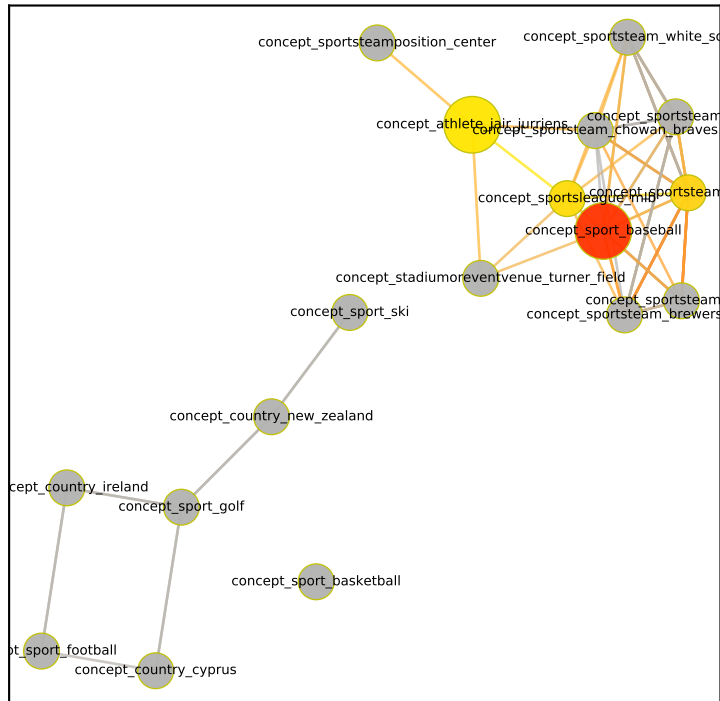 concept_sportsteamposition_center
concept_sportsteam_white_so
concept_athlete_jair_jurrjens
concept_sportsteam
concept_sportsteam_chowan_braves
concept_sportsleague_mlb
concept_sportsteam
concept_sport_baseball
concept_stadiumoreventvenue_turner_field
concept_sportsteam
concept_sportsteam_brewers
concept_sport_ski
concept_country_new_zealand
cept_country_ireland
concept_sport_golf
concept_sport_basketball
pt_sport_football
concept_country_cyprus